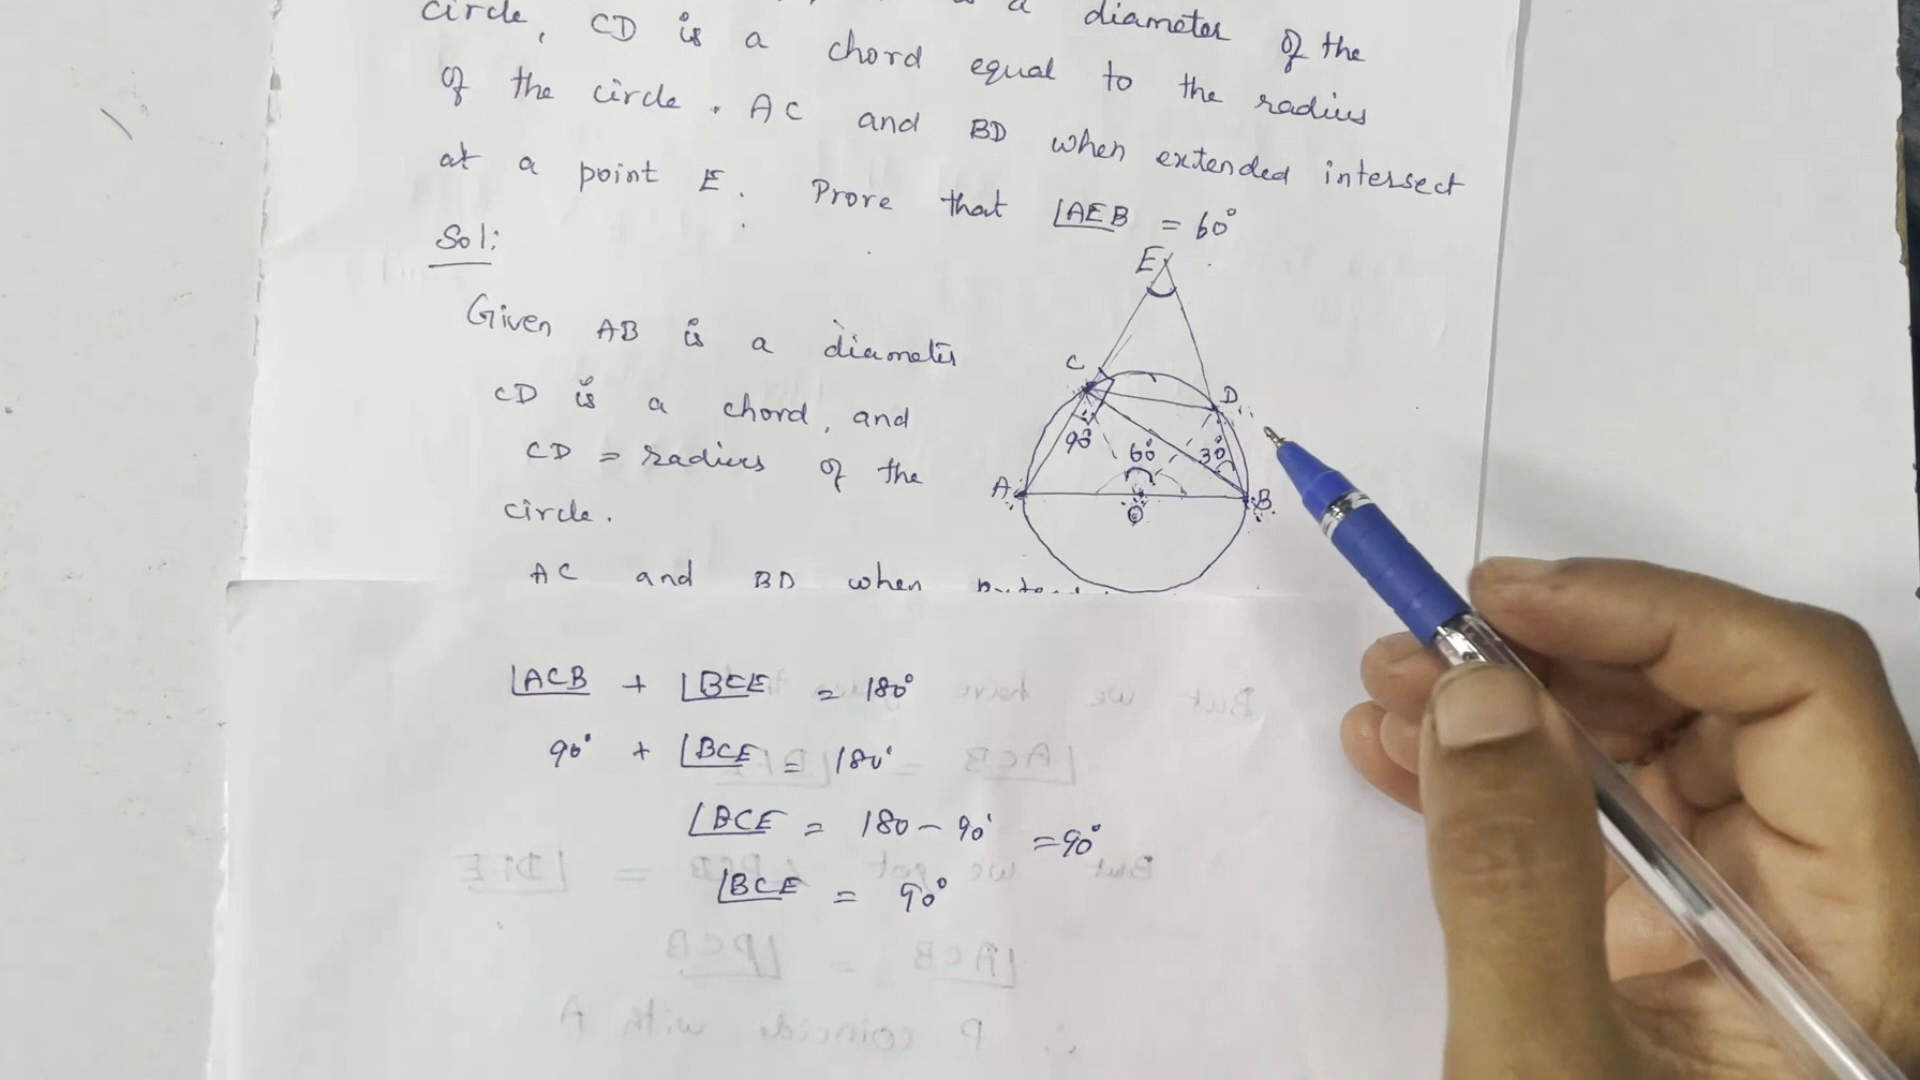 circle, CD is a chord equal to the radius
a diameter of the
of the circle. AC and BD when extended intersect
at a point E. Prove that ∠AEB = 60°
Sol:
Given AB is a diameter
CD is a chord, and
CD = radius of the
circle.
AC and BD when
E
C
D
90°
60°
30°
A
B
O
∠ACB + ∠BCE = 180°
90° + ∠BCE = 180°
∠BCE = 180 - 90° = 90°
∠BCE = 90°